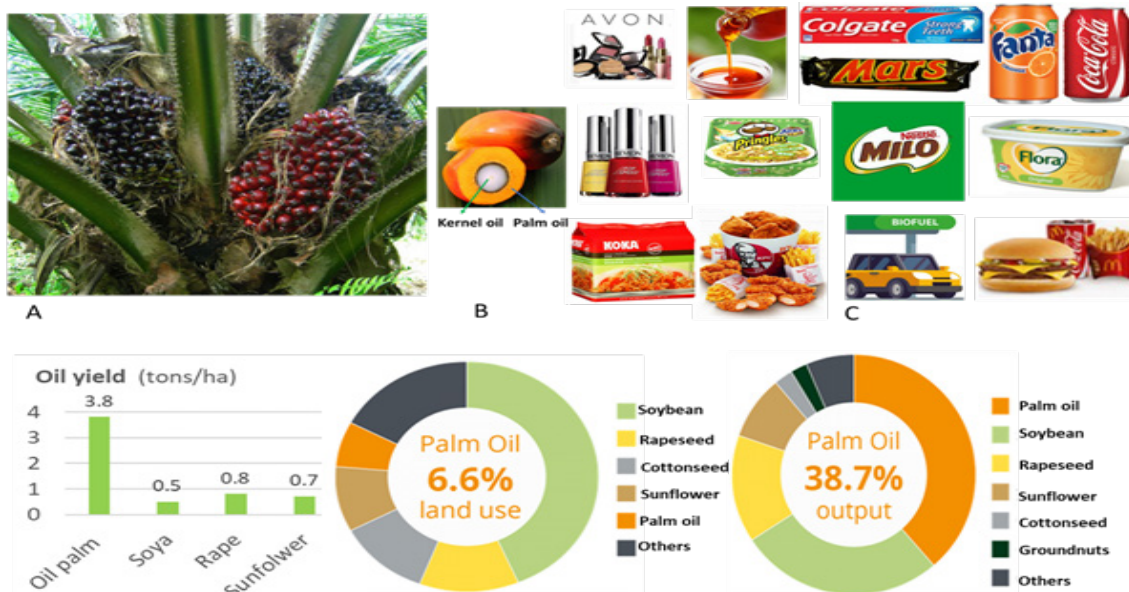 AVON
Colgate
Strong
Teeth
Mars
Fanta
Coca-Cola
Kernel oil Palm oil
REVLON
Pringles
Nestlé
MILO
Flora
KOKA
KFC
BIOFUEL
A
B
C
Oil yield (tons/ha)
4
3
2
1
0
3.8
0.5
0.8
0.7
Oil palm
Soya
Rape
Sunfolwer
Palm Oil
6.6%
land use
Soybean
Rapeseed
Cottonseed
Sunflower
Palm oil
Others
Palm Oil
38.7%
output
Palm oil
Soybean
Rapeseed
Sunflower
Cottonseed
Groundnuts
Others